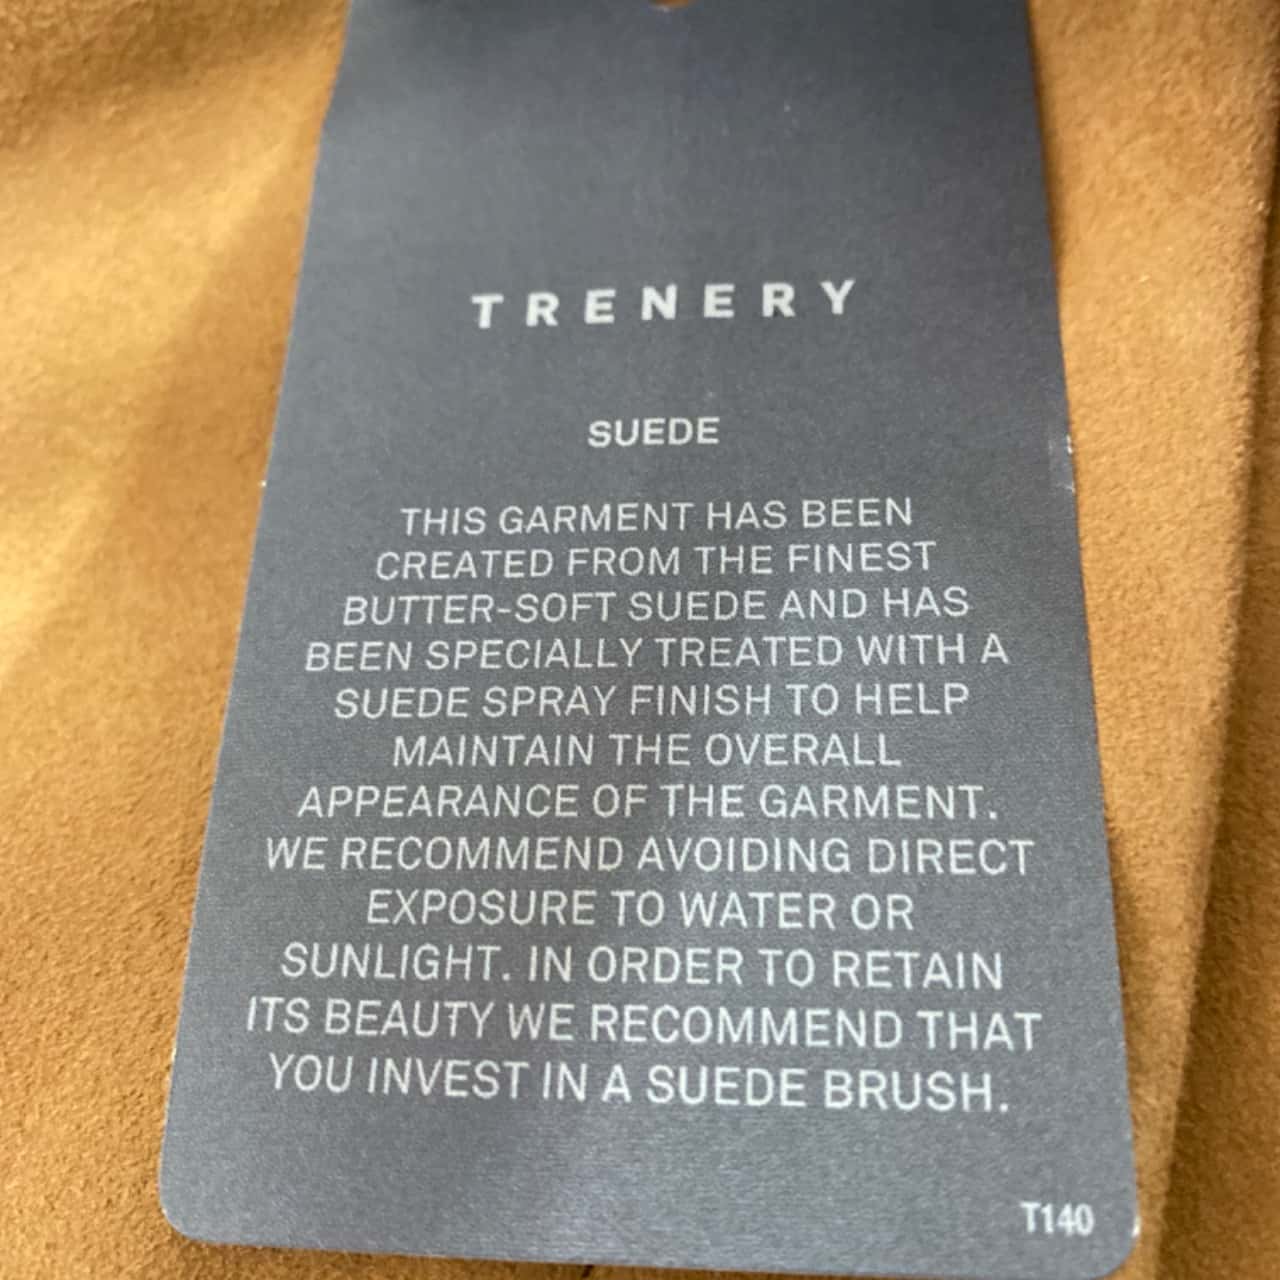 TRENERY
SUEDE
THIS GARMENT HAS BEEN
CREATED FROM THE FINEST
BUTTER-SOFT SUEDE AND HAS
BEEN SPECIALLY TREATED WITH A
SUEDE SPRAY FINISH TO HELP
MAINTAIN THE OVERALL
APPEARANCE OF THE GARMENT.
WE RECOMMEND AVOIDING DIRECT
EXPOSURE TO WATER OR
SUNLIGHT. IN ORDER TO RETAIN
ITS BEAUTY WE RECOMMEND THAT
YOU INVEST IN A SUEDE BRUSH.
T140